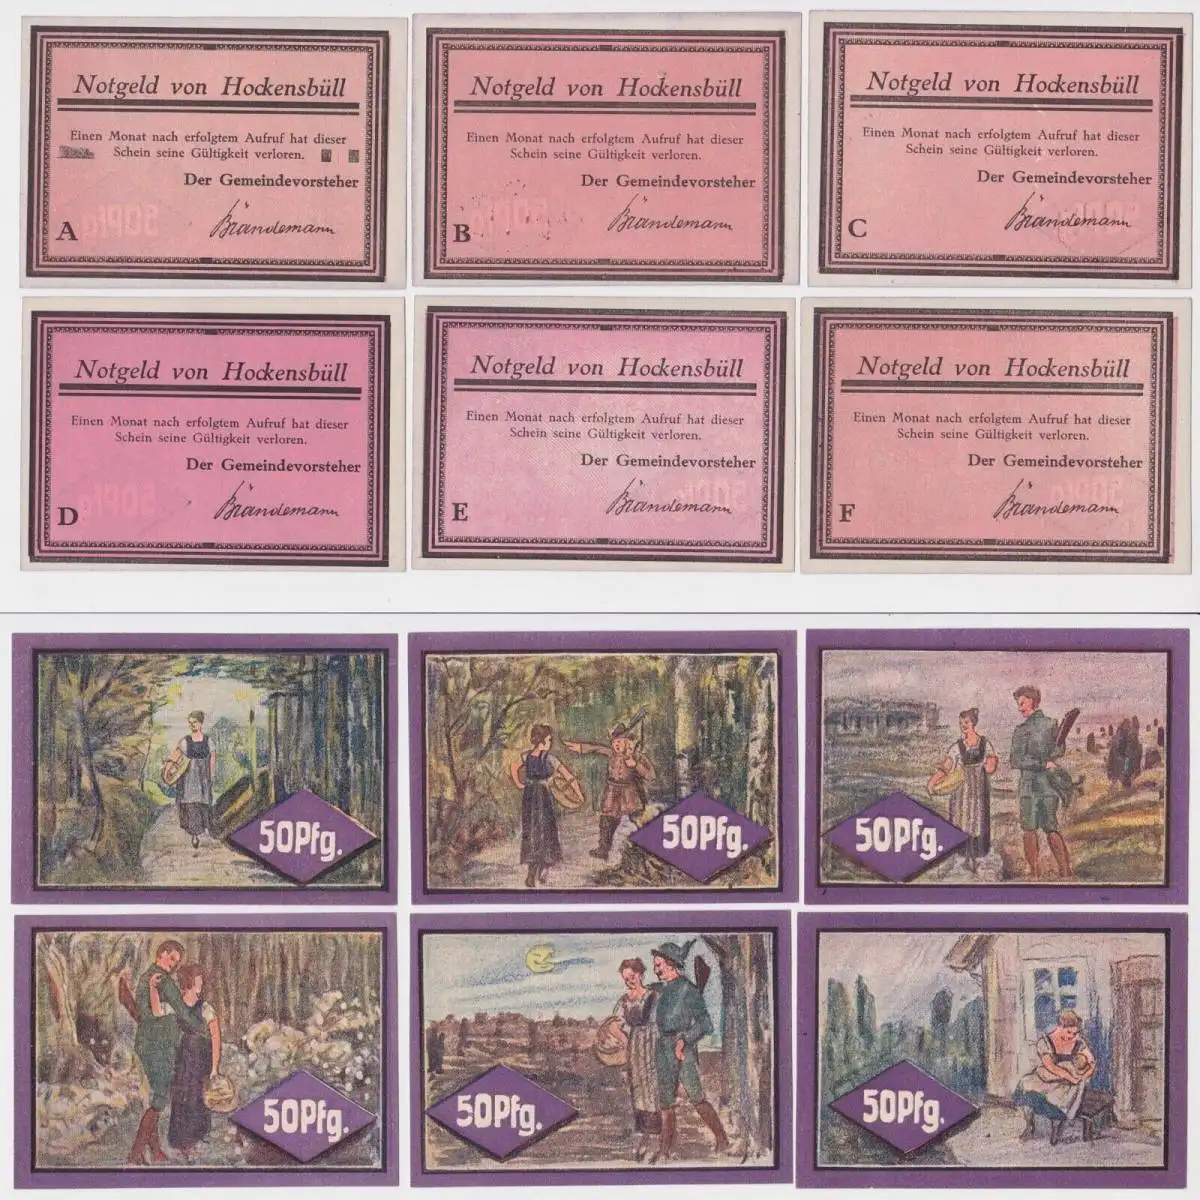 Notgeld von Hockensbüll
Einen Monat nach erfolgtem Aufruf hat dieser
Schein seine Gültigkeit verloren.
Der Gemeindevorsteher
Brandemann
A
Notgeld von Hockensbüll
Einen Monat nach erfolgtem Aufruf hat dieser
Schein seine Gültigkeit verloren.
Der Gemeindevorsteher
Brandemann
B
Notgeld von Hockensbüll
Einen Monat nach erfolgtem Aufruf hat dieser
Schein seine Gültigkeit verloren.
Der Gemeindevorsteher
Brandemann
C
Notgeld von Hockensbüll
Einen Monat nach erfolgtem Aufruf hat dieser
Schein seine Gültigkeit verloren.
Der Gemeindevorsteher
Brandemann
D
Notgeld von Hockensbüll
Einen Monat nach erfolgtem Aufruf hat dieser
Schein seine Gültigkeit verloren.
Der Gemeindevorsteher
Brandemann
E
Notgeld von Hockensbüll
Einen Monat nach erfolgtem Aufruf hat dieser
Schein seine Gültigkeit verloren.
Der Gemeindevorsteher
Brandemann
F
50Pfg.
50Pfg.
50Pfg.
50Pfg.
50Pfg.
50Pfg.